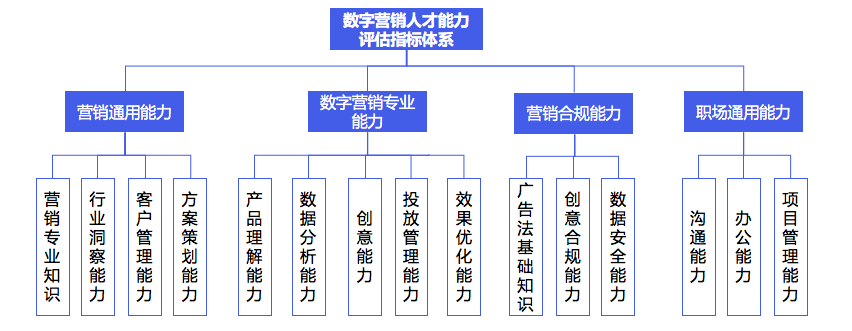 数字营销人才能力
评估指标体系
营销通用能力
数字营销专业
能力
营销合规能力
职场通用能力
营销专业知识
行业洞察能力
客户管理能力
方案策划能力
产品理解能力
数据分析能力
创意能力
投放管理能力
效果优化能力
广告法基础知识
创意合规能力
数据安全能力
沟通能力
办公能力
项目管理能力